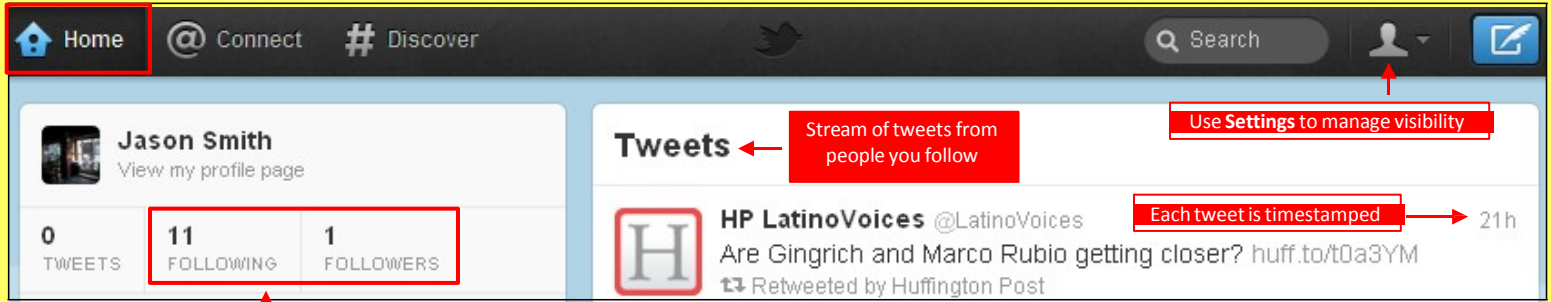 Home @ Connect # Discover Search
Use Settings to manage visibility
Jason Smith
View my profile page
0 11 1
TWEETS FOLLOWING FOLLOWERS
Tweets
Stream of tweets from
people you follow
HP LatinoVoices @LatinoVoices Each tweet is timestamped 21h
Are Gingrich and Marco Rubio getting closer? huff.to/t0a3YM
Retweeted by Huffington Post